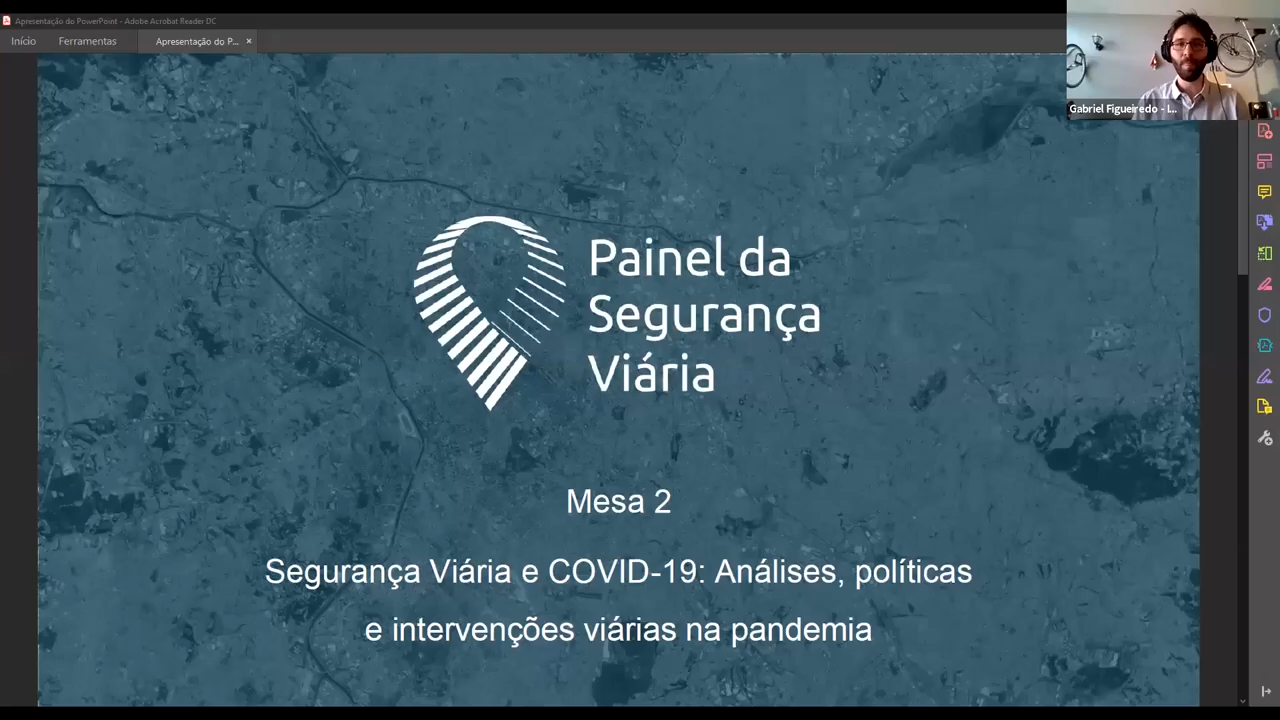 Apresentação do PowerPoint - Adobe Acrobat Reader DC
Início
Ferramentas
Apresentação do P... ×
Gabriel Figueiredo - I...
Painel da
Segurança
Viária
Mesa 2
Segurança Viária e COVID-19: Análises, políticas
e intervenções viárias na pandemia